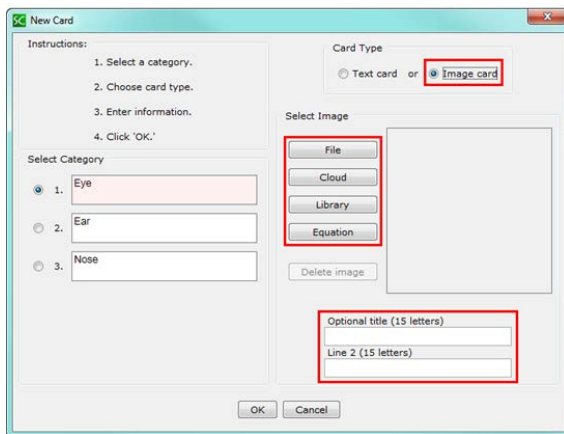 SC New Card
Instructions:
1. Select a category.
2. Choose card type.
3. Enter information.
4. Click 'OK.'
Card Type
Text card or Image card
Select Category
1. Eye
2. Ear
3. Nose
Select Image
File
Cloud
Library
Equation
Delete image
Optional title (15 letters)
Line 2 (15 letters)
OK Cancel